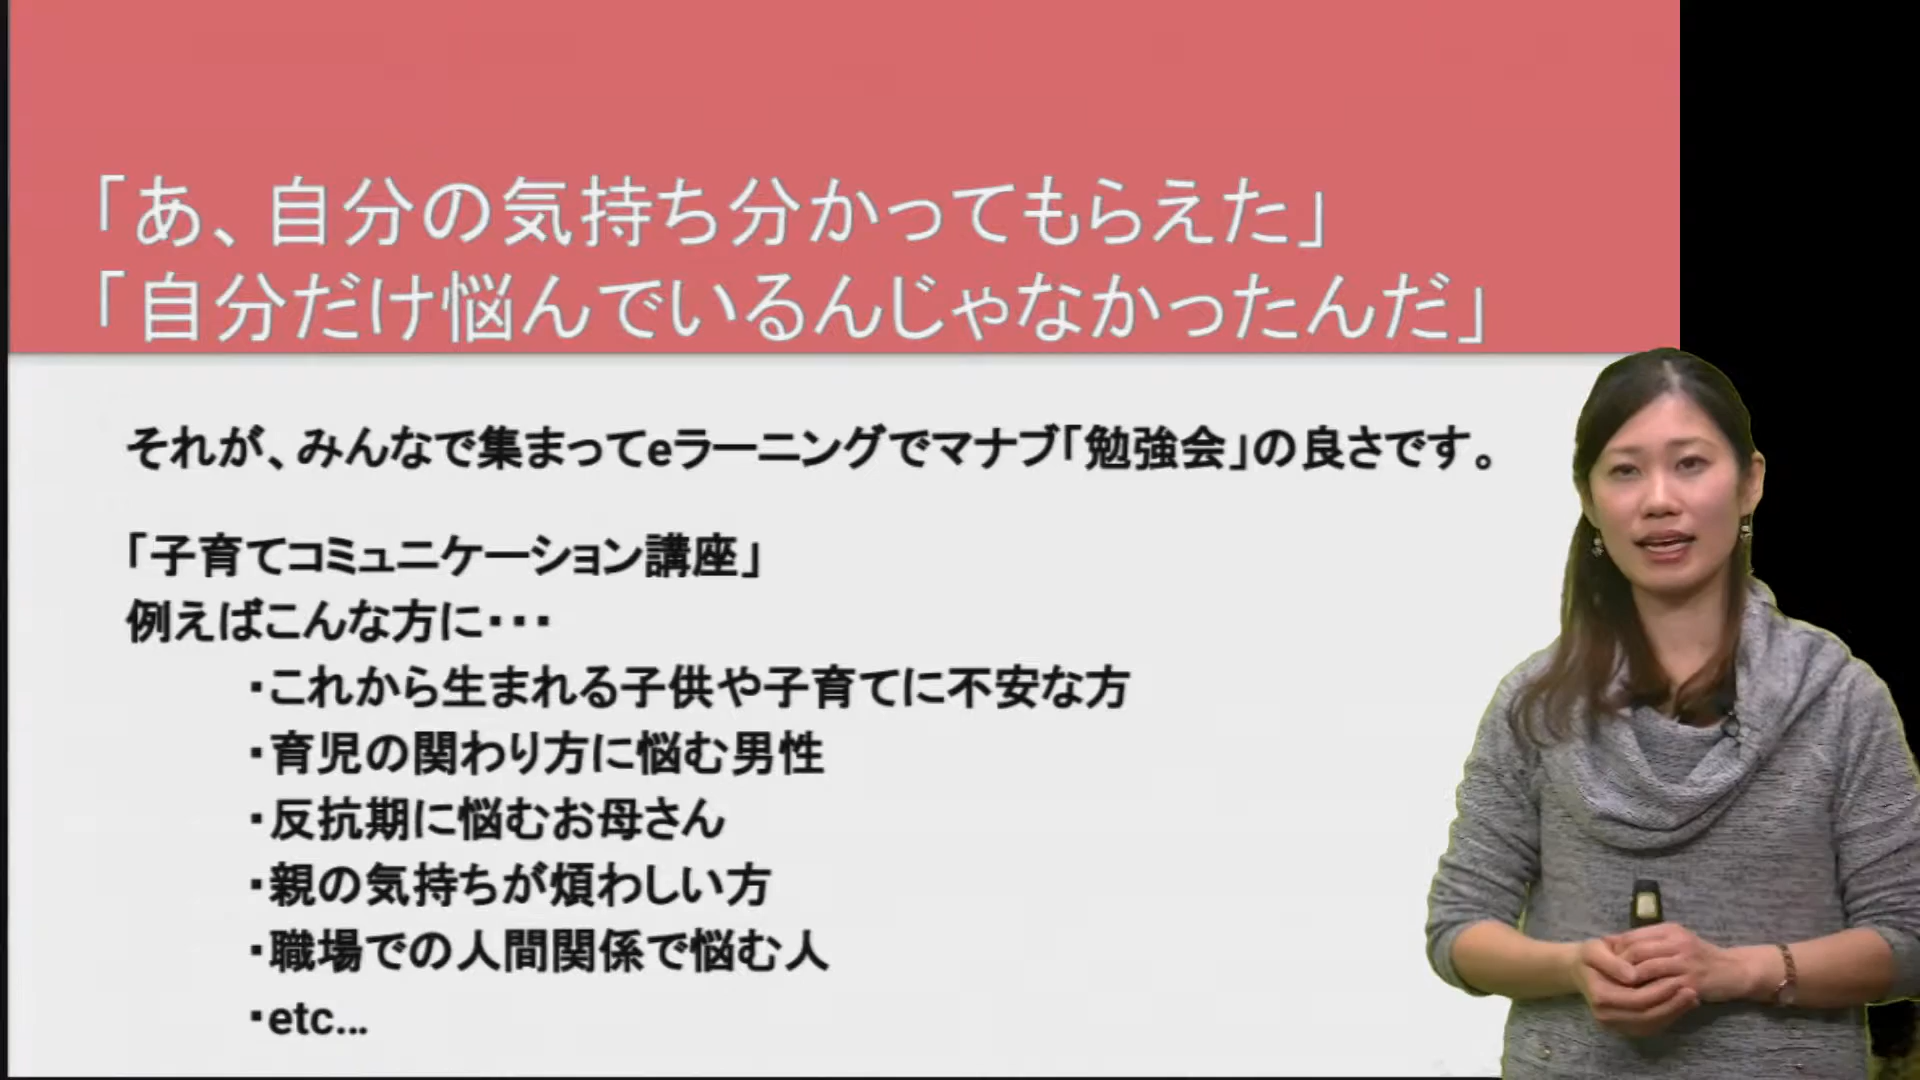 「あ、自分の気持ち分かってもらえた」
「自分だけ悩んでいるんじゃなかったんだ」
それが、みんなで集まってeラーニングでマナブ「勉強会」の良さです。
「子育てコミュニケーション講座」
例えばこんな方に・・・
・これから生まれる子供や子育てに不安な方
・育児の関わり方に悩む男性
・反抗期に悩むお母さん
・親の気持ちが煩わしい方
・職場での人間関係で悩む人
・etc...